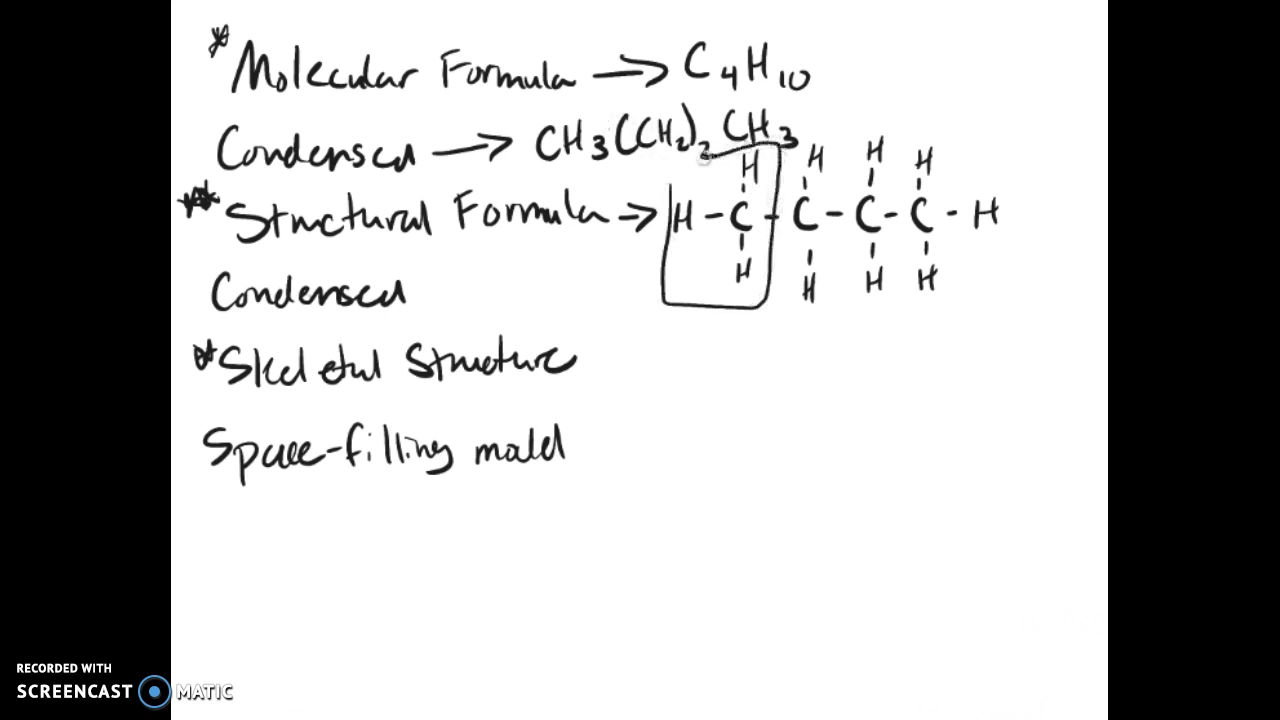 *Molecular Formula → C₄H₁₀
Condensed → CH₃(CH₂)₂CH₃
H H H H
*Structural Formula → H-C-C-C-C-H
H H H H
Condensed
*Skeletal Structure
Space-filling model
RECORDED WITH
SCREENCAST MATIC